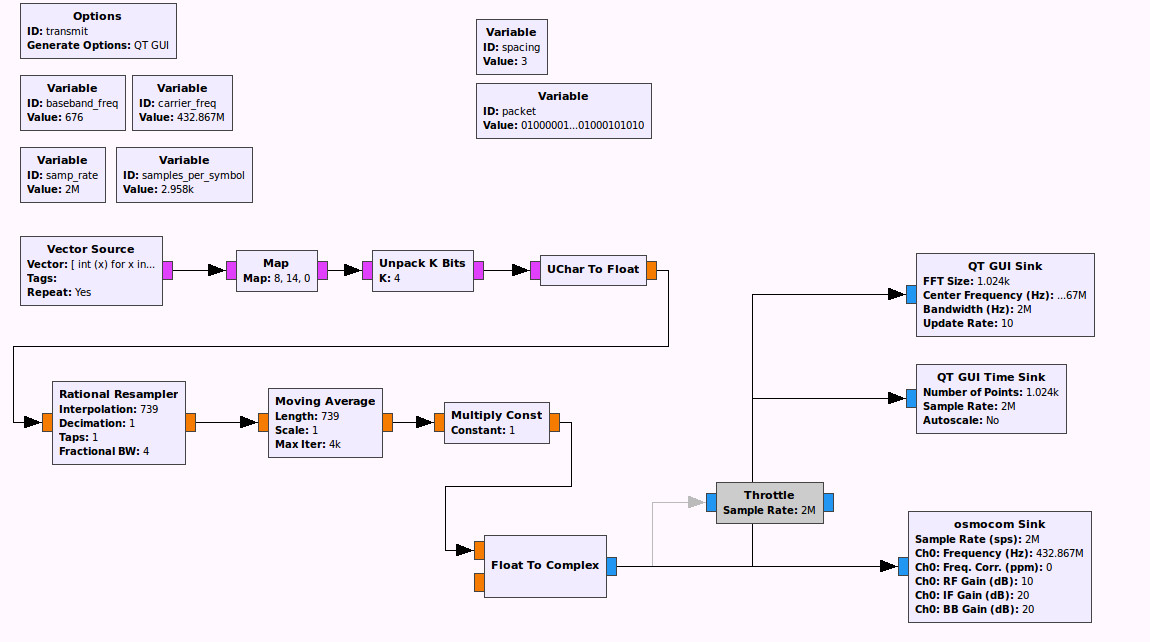 Options
ID: transmit
Generate Options: QT GUI
Variable
ID: spacing
Value: 3
Variable
ID: baseband_freq
Value: 676
Variable
ID: carrier_freq
Value: 432.867M
Variable
ID: packet
Value: 01000001...01000101010
Variable
ID: samp_rate
Value: 2M
Variable
ID: samples_per_symbol
Value: 2.958k
Vector Source
Vector: [ int (x) for x in...
Tags:
Repeat: Yes
Map
Map: 8, 14, 0
Unpack K Bits
K: 4
UChar To Float
QT GUI Sink
FFT Size: 1.024k
Center Frequency (Hz): ...67M
Bandwidth (Hz): 2M
Update Rate: 10
QT GUI Time Sink
Number of Points: 1.024k
Sample Rate: 2M
Autoscale: No
Rational Resampler
Interpolation: 739
Decimation: 1
Taps: 1
Fractional BW: 4
Moving Average
Length: 739
Scale: 1
Max Iter: 4k
Multiply Const
Constant: 1
Throttle
Sample Rate: 2M
Float To Complex
osmocom Sink
Sample Rate (sps): 2M
Ch0: Frequency (Hz): 432.867M
Ch0: Freq. Corr. (ppm): 0
Ch0: RF Gain (dB): 10
Ch0: IF Gain (dB): 20
Ch0: BB Gain (dB): 20